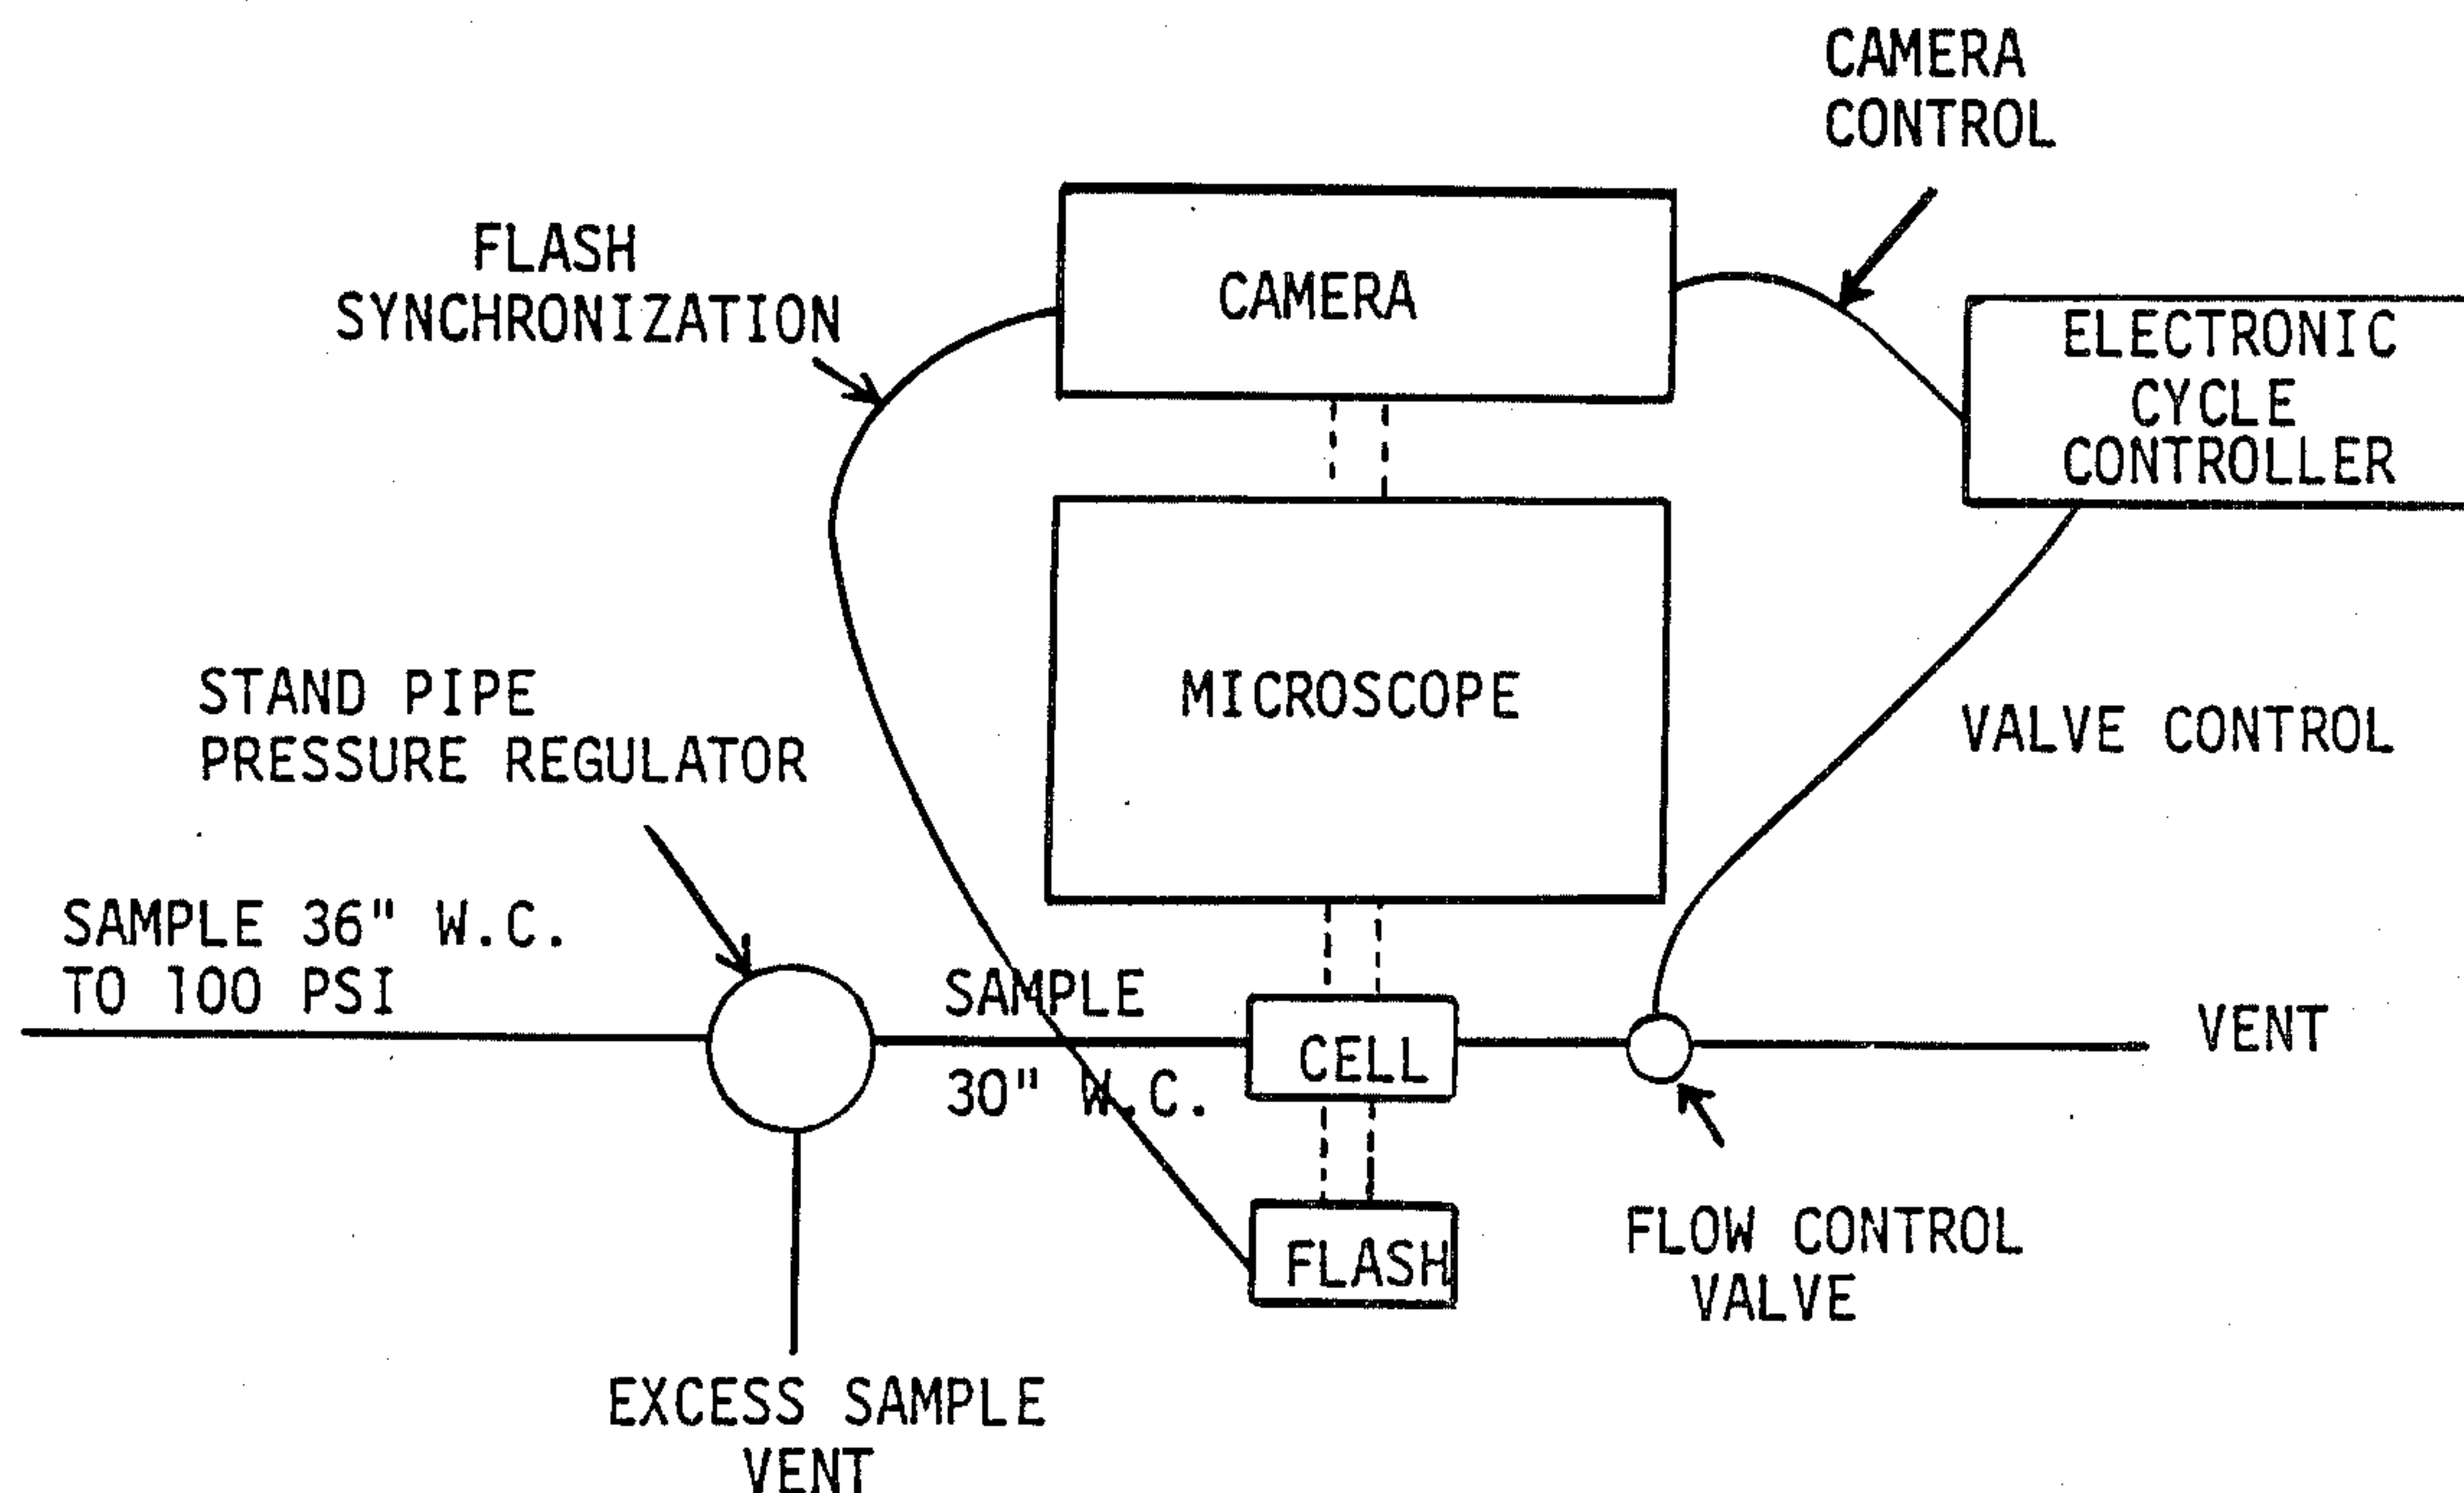 CAMERA
CONTROL
FLASH
SYNCHRONIZATION
CAMERA
ELECTRONIC
CYCLE
CONTROLLER
STAND PIPE
PRESSURE REGULATOR
MICROSCOPE
VALVE CONTROL
SAMPLE 36" W.C.
TO 100 PSI
SAMPLE
30" W.C.
CELL
VENT
FLASH
FLOW CONTROL
VALVE
EXCESS SAMPLE
VENT